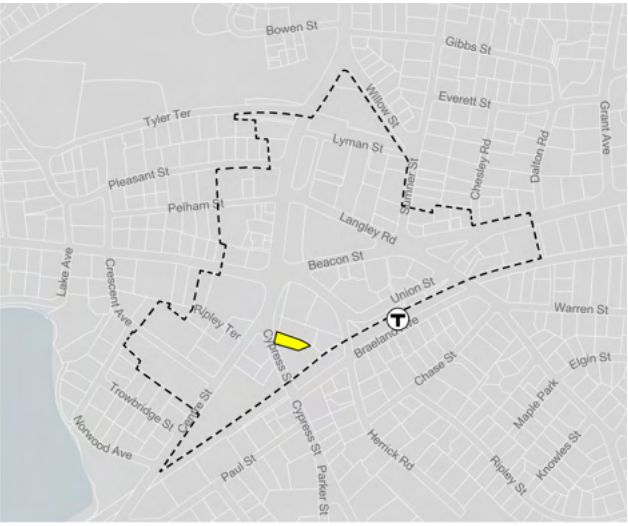 Bowen St
Gibbs St
Willow St
Everett St
Grant Ave
Tyler Ter
Lyman St
Dalton Rd
Chesley Rd
Pleasant St
Sumner St
Pelham St
Langley Rd
Beacon St
Lake Ave
Crescent Ave
Union St
Warren St
Ripley Ter
T
Braeland Ave
Cypress St
Elgin St
Chase St
Trowbridge St
Centre St
Maple Park
Cypress St
Norwood Ave
Herrick Rd
Knowles St
Paul St
Parker St
Ripley St